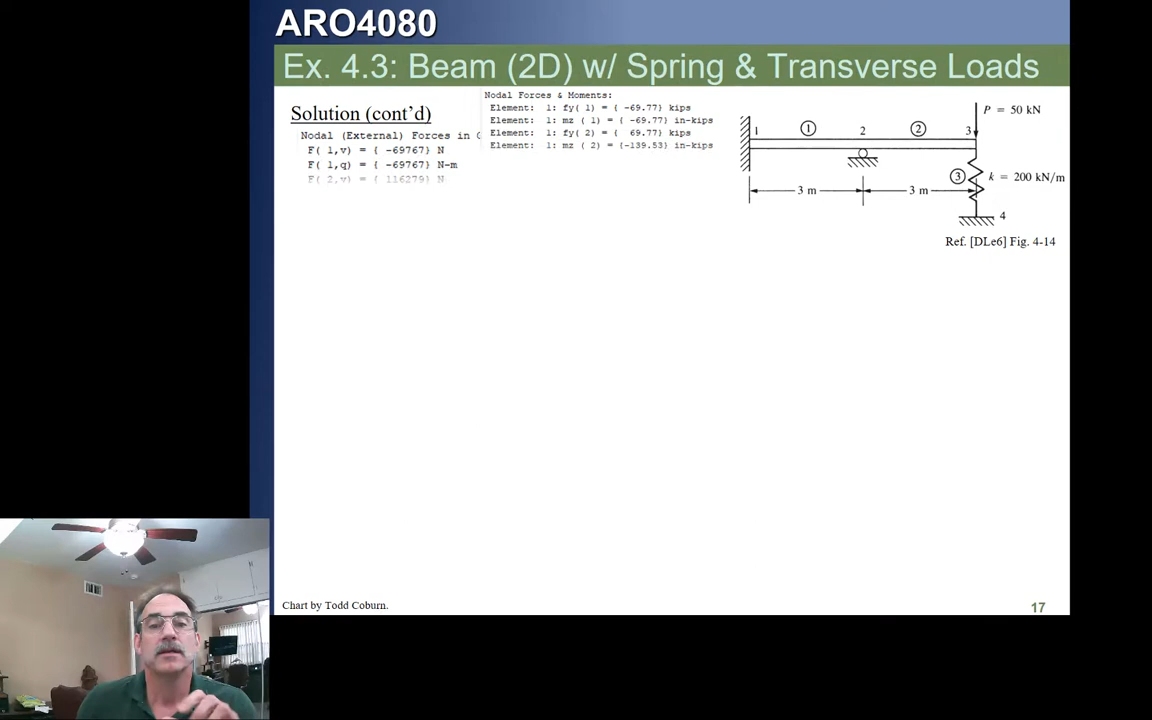 ARO4080
Ex. 4.3: Beam (2D) w/ Spring & Transverse Loads
Solution (cont'd)
Nodal (External) Forces in
F( 1,v) = { -69767} N
F( 1,q) = { -69767} N-m
F( 2,v) = { 116279} N
Nodal Forces & Moments:
Element: 1: fy( 1) = { -69.77} kips
Element: 1: mz ( 1) = { -69.77} in-kips
Element: 1: fy( 2) = { 69.77} kips
Element: 1: mz ( 2) = {-139.53} in-kips
P = 50 kN
1 1 2 2 3
3 k = 200 kN/m
3 m 3 m
4
Ref. [DLe6] Fig. 4-14
Chart by Todd Coburn.
17